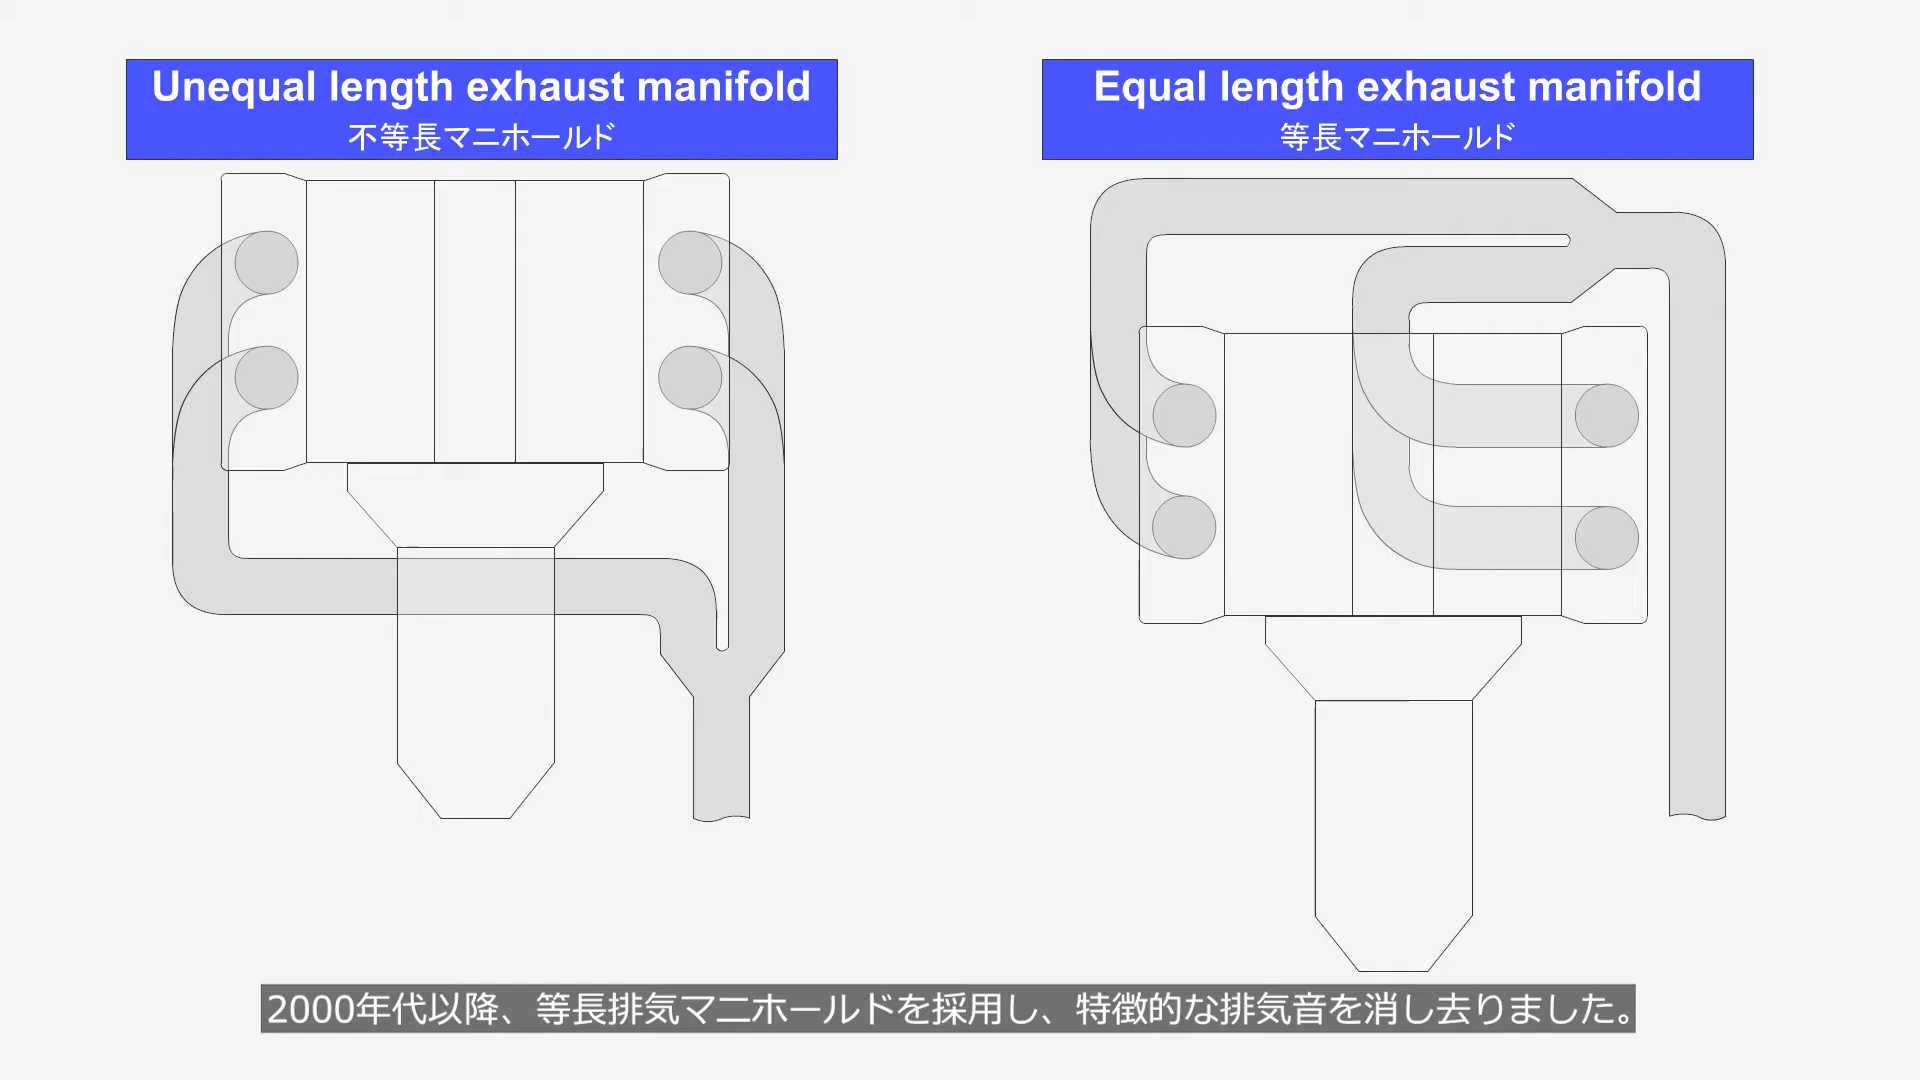 Unequal length exhaust manifold
不等長マニホールド
Equal length exhaust manifold
等長マニホールド
2000年代以降、等長排気マニホールドを採用し、特徴的な排気音を消し去りました。